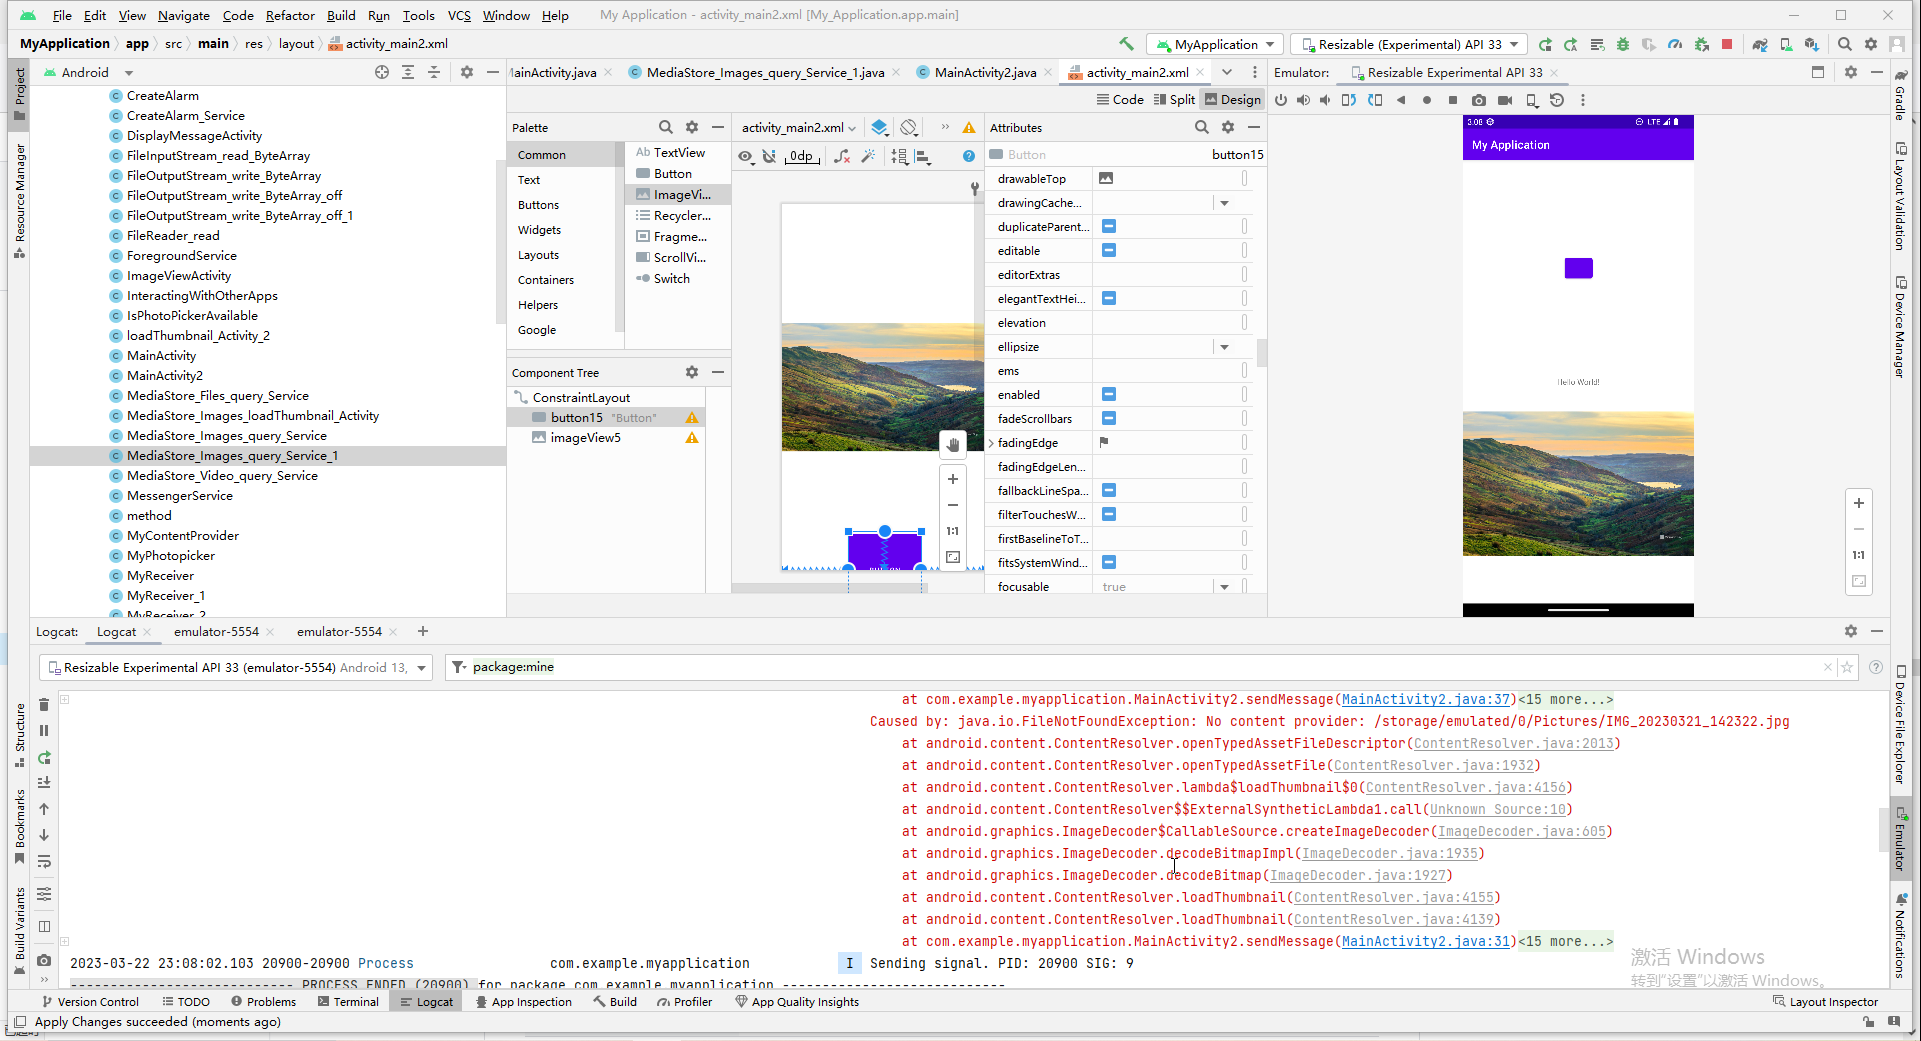 File Edit View Navigate Code Refactor Build Run Tools VCS Window Help My Application - activity_main2.xml [My_Application.app.main]
MyApplication app src main res layout activity_main2.xml MyApplication Resizable (Experimental) API 33
Project
Resource Manager
Structure
Bookmarks
Build Variants
Android
CreateAlarm
CreateAlarm_Service
DisplayMessageActivity
FileInputStream_read_ByteArray
FileOutputStream_write_ByteArray
FileOutputStream_write_ByteArray_off
FileOutputStream_write_ByteArray_off_1
FileReader_read
ForegroundService
ImageViewActivity
InteractingWithOtherApps
IsPhotoPickerAvailable
loadThumbnail_Activity_2
MainActivity
MainActivity2
MediaStore_Files_query_Service
MediaStore_Images_loadThumbnail_Activity
MediaStore_Images_query_Service
MediaStore_Images_query_Service_1
MediaStore_Video_query_Service
MessengerService
method
MyContentProvider
MyPhotopicker
MyReceiver
MyReceiver_1
MyReceiver_2
MainActivity.java MediaStore_Images_query_Service_1.java MainActivity2.java activity_main2.xml
Code Split Design
Palette
Common
Text
Buttons
Widgets
Layouts
Containers
Helpers
Google
Ab TextView
Button
ImageVi...
Recycler...
Fragme...
ScrollVi...
Switch
Component Tree
ConstraintLayout
button15 "Button"
imageView5
activity_main2.xml
0dp
1:1
Attributes
Button button15
drawableTop
drawingCache...
duplicateParent...
editable
editorExtras
elegantTextHei...
elevation
ellipsize
ems
enabled
fadeScrollbars
fadingEdge
fadingEdgeLen...
fallbackLineSpa...
filterTouchesW...
firstBaselineToT...
fitsSystemWind...
focusable true
Emulator: Resizable Experimental API 33
3:08 LTE
My Application
Hello World!
1:1
Gradle
Layout Validation
Device Manager
Device File Explorer
Emulator
Notifications
Logcat: Logcat emulator-5554 emulator-5554
Resizable Experimental API 33 (emulator-5554) Android 13, package:mine
at com.example.myapplication.MainActivity2.sendMessage(MainActivity2.java:37)<15 more...>
Caused by: java.io.FileNotFoundException: No content provider: /storage/emulated/0/Pictures/IMG_20230321_142322.jpg
at android.content.ContentResolver.openTypedAssetFileDescriptor(ContentResolver.java:2013)
at android.content.ContentResolver.openTypedAssetFile(ContentResolver.java:1932)
at android.content.ContentResolver.lambda$loadThumbnail$0(ContentResolver.java:4156)
at android.content.ContentResolver$$ExternalSyntheticLambda1.call(Unknown Source:10)
at android.graphics.ImageDecoder$CallableSource.createImageDecoder(ImageDecoder.java:605)
at android.graphics.ImageDecoder.decodeBitmapImpl(ImageDecoder.java:1935)
at android.graphics.ImageDecoder.decodeBitmap(ImageDecoder.java:1927)
at android.content.ContentResolver.loadThumbnail(ContentResolver.java:4155)
at android.content.ContentResolver.loadThumbnail(ContentResolver.java:4139)
at com.example.myapplication.MainActivity2.sendMessage(MainActivity2.java:31)<15 more...>
2023-03-22 23:08:02.103 20900-20900 Process com.example.myapplication I Sending signal. PID: 20900 SIG: 9
---------------------------- PROCESS ENDED (20900) for package com.example.myapplication ----------------------------
激活 Windows
转到“设置”以激活 Windows。
Version Control TODO Problems Terminal Logcat App Inspection Build Profiler App Quality Insights Layout Inspector
Apply Changes succeeded (moments ago)